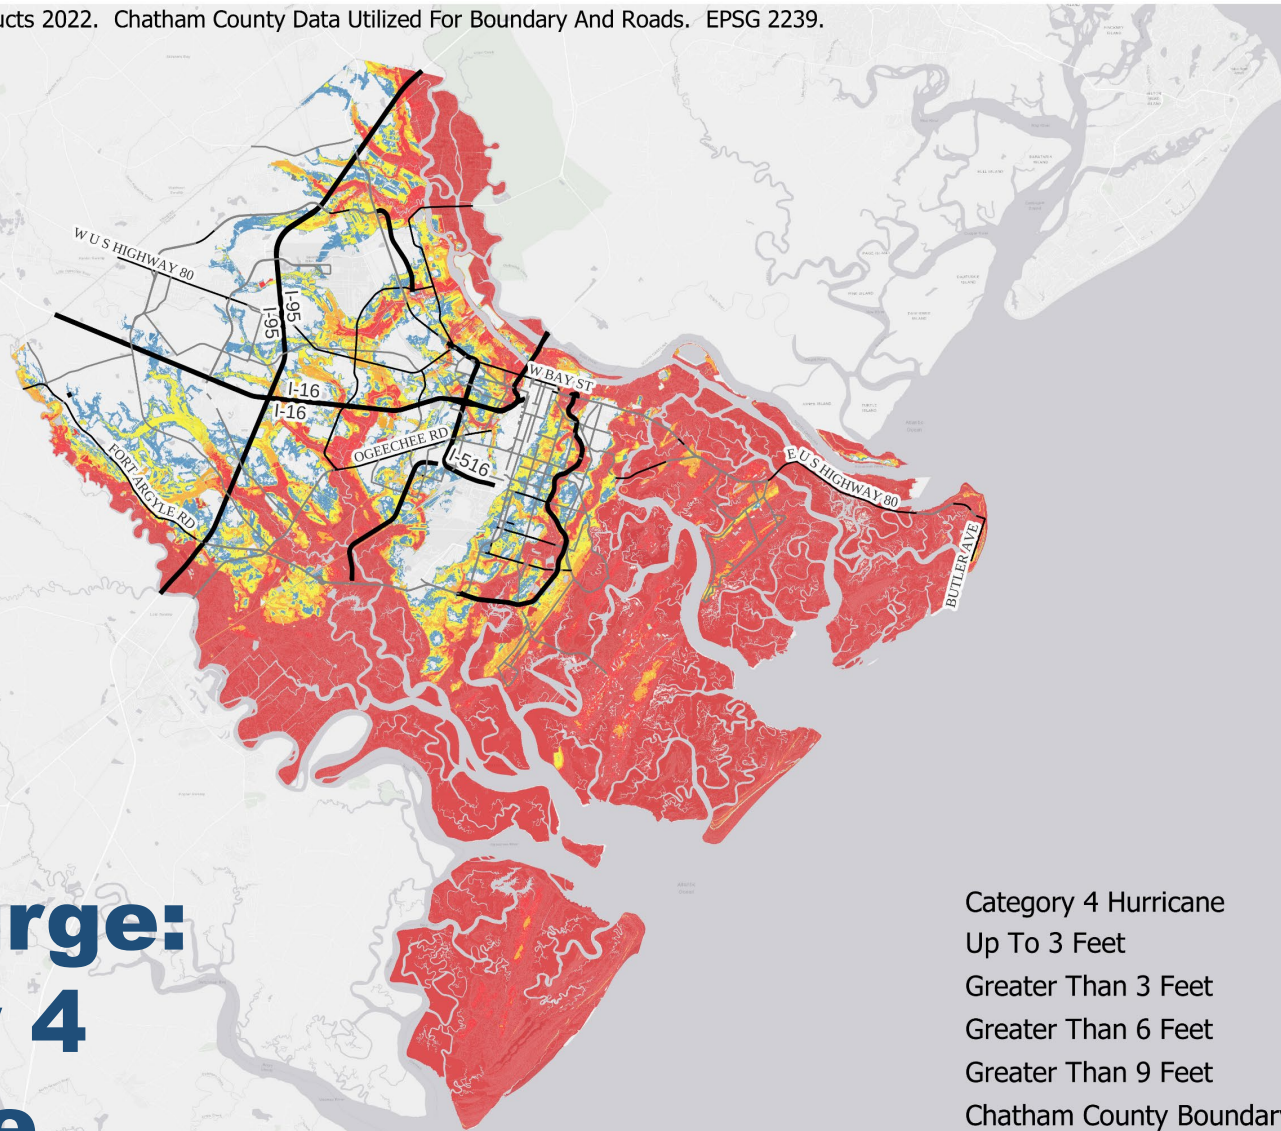 ucts 2022. Chatham County Data Utilized For Boundary And Roads. EPSG 2239.
W U S HIGHWAY 80
I-95
I-95
I-16
I-16
W BAY ST
OGEECHEE RD
I-516
FORT ARGYLE RD
E U S HIGHWAY 80
BUTLER AVE
urge:
4
e
Category 4 Hurricane
Up To 3 Feet
Greater Than 3 Feet
Greater Than 6 Feet
Greater Than 9 Feet
Chatham County Boundary